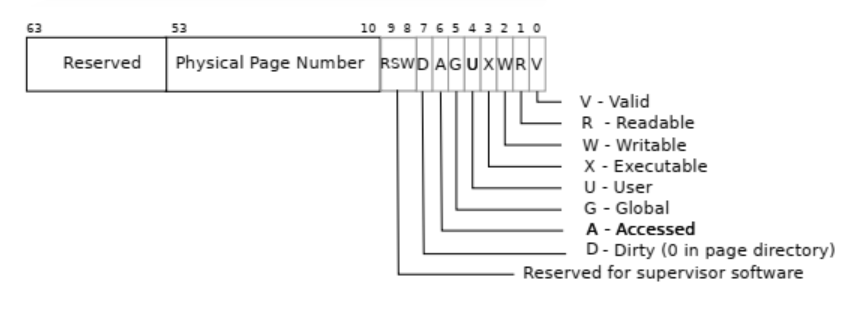 63 53 10 9 8 7 6 5 4 3 2 1 0
Reserved Physical Page Number RSW D A G U X W R V
V - Valid
R - Readable
W - Writable
X - Executable
U - User
G - Global
A - Accessed
D - Dirty (0 in page directory)
Reserved for supervisor software